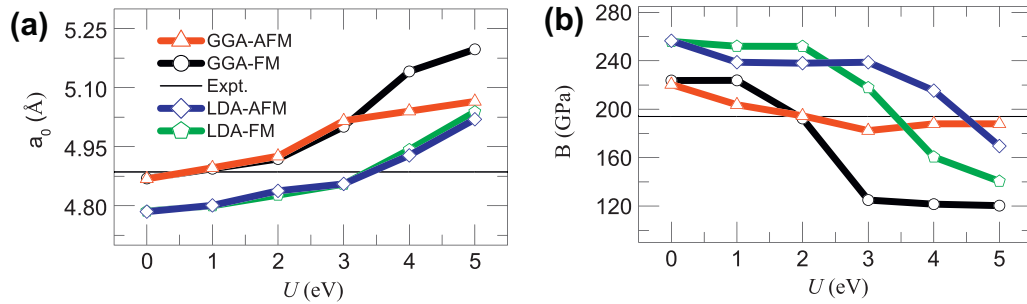 (a)
5.25
5.10
4.95
4.80
a0 (Å)
GGA-AFM
GGA-FM
Expt.
LDA-AFM
LDA-FM
0 1 2 3 4 5
U (eV)
(b)
280
240
200
160
120
B (GPa)
0 1 2 3 4 5
U (eV)